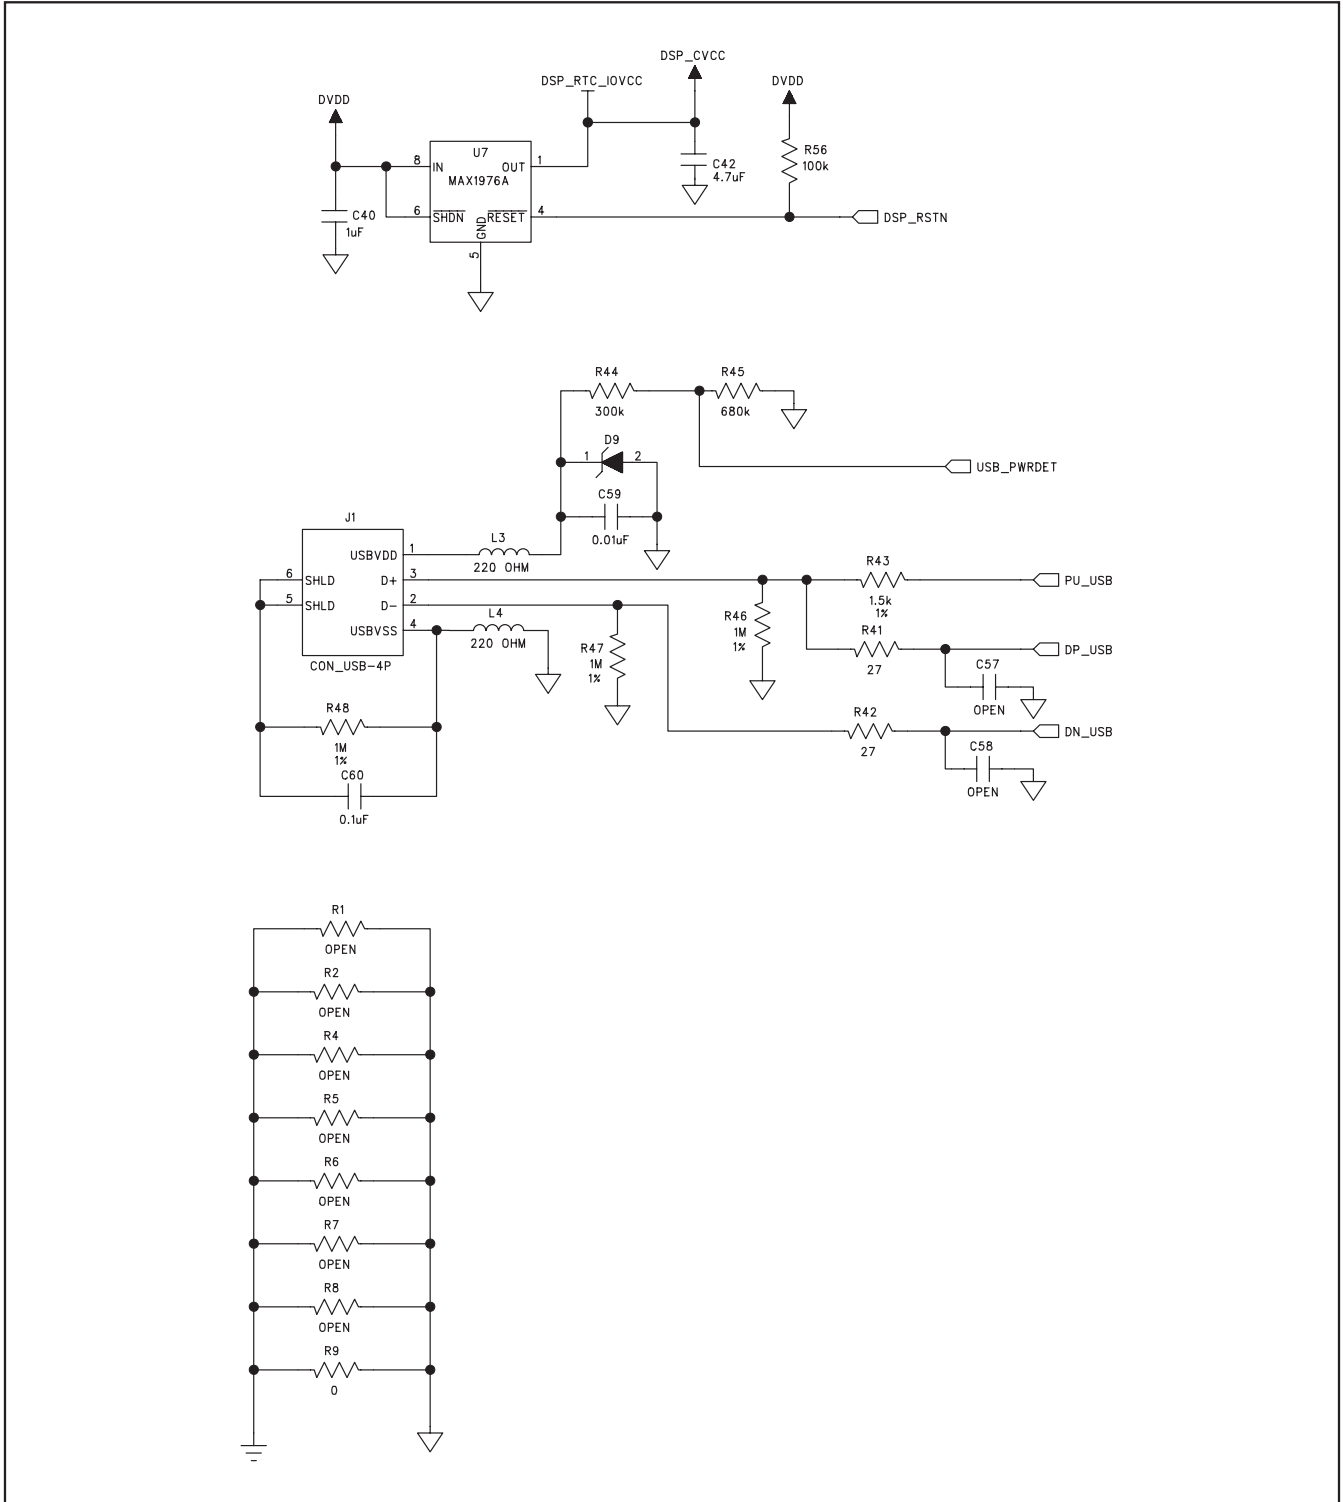 DSP_CVCC
DSP_RTC_IOVCC
DVDD
DVDD
U7
R56
100k
8 IN OUT 1
MAX1976A
C42
4.7uF
C40
1uF
6 SHDN RESET 4
GND
5
DSP_RSTN
R44
300k
R45
680k
D9
1 2
USB_PWRDET
C59
0.01uF
J1
USBVDD 1
L3
220 OHM
6 SHLD D+ 3
5 SHLD D- 2
USBVSS 4
CON_USB-4P
L4
220 OHM
R43
1.5k
1%
PU_USB
R46
1M
1%
R47
1M
1%
R41
27
DP_USB
C57
OPEN
R42
27
DN_USB
C58
OPEN
R48
1M
1%
C60
0.1uF
R1
OPEN
R2
OPEN
R4
OPEN
R5
OPEN
R6
OPEN
R7
OPEN
R8
OPEN
R9
0